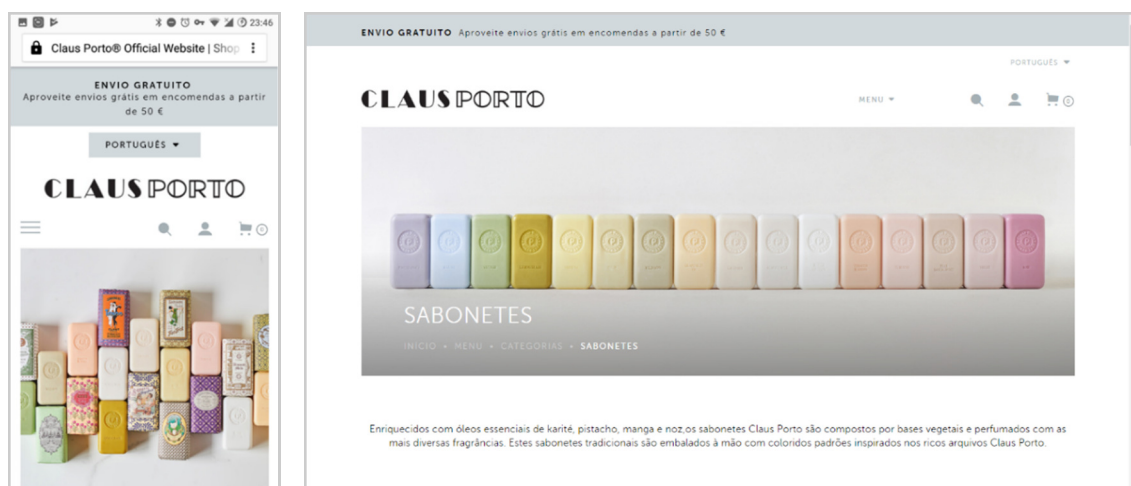 23:46
Claus Porto® Official Website | Shop
ENVIO GRATUITO
Aproveite envios grátis em encomendas a partir
de 50 €
PORTUGUÊS
CLAUS PORTO
0
ENVIO GRATUITO Aproveite envios grátis em encomendas a partir de 50 €
PORTUGUÊS
CLAUS PORTO
MENU
0
SABONETES
INÍCIO • MENU • CATEGORIAS • SABONETES
Enriquecidos com óleos essenciais de karité, pistacho, manga e noz,os sabonetes Claus Porto são compostos por bases vegetais e perfumados com as
mais diversas fragrâncias. Estes sabonetes tradicionais são embalados à mão com coloridos padrões inspirados nos ricos arquivos Claus Porto.